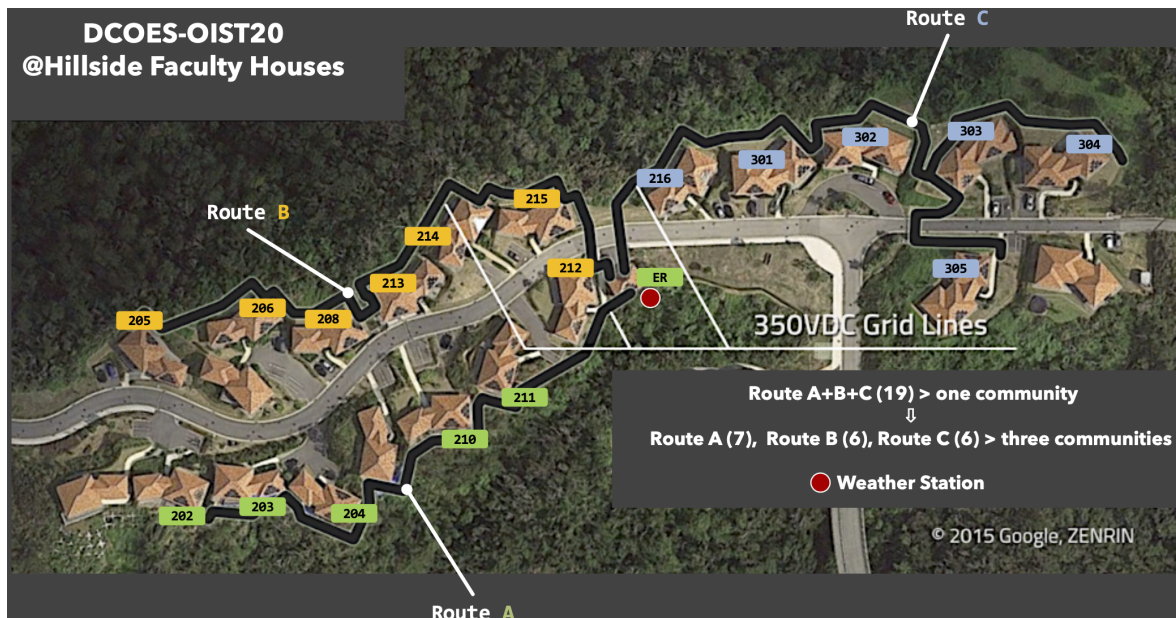 DCOES-OIST20
@Hillside Faculty Houses
Route C
302
303
304
301
216
215
Route B
214
212
305
213
ER
206
205
208
350VDC Grid Lines
211
Route A+B+C (19) > one community
⇩
Route A (7), Route B (6), Route C (6) > three communities
210
Weather Station
203
202
204
© 2015 Google, ZENRIN
Route A